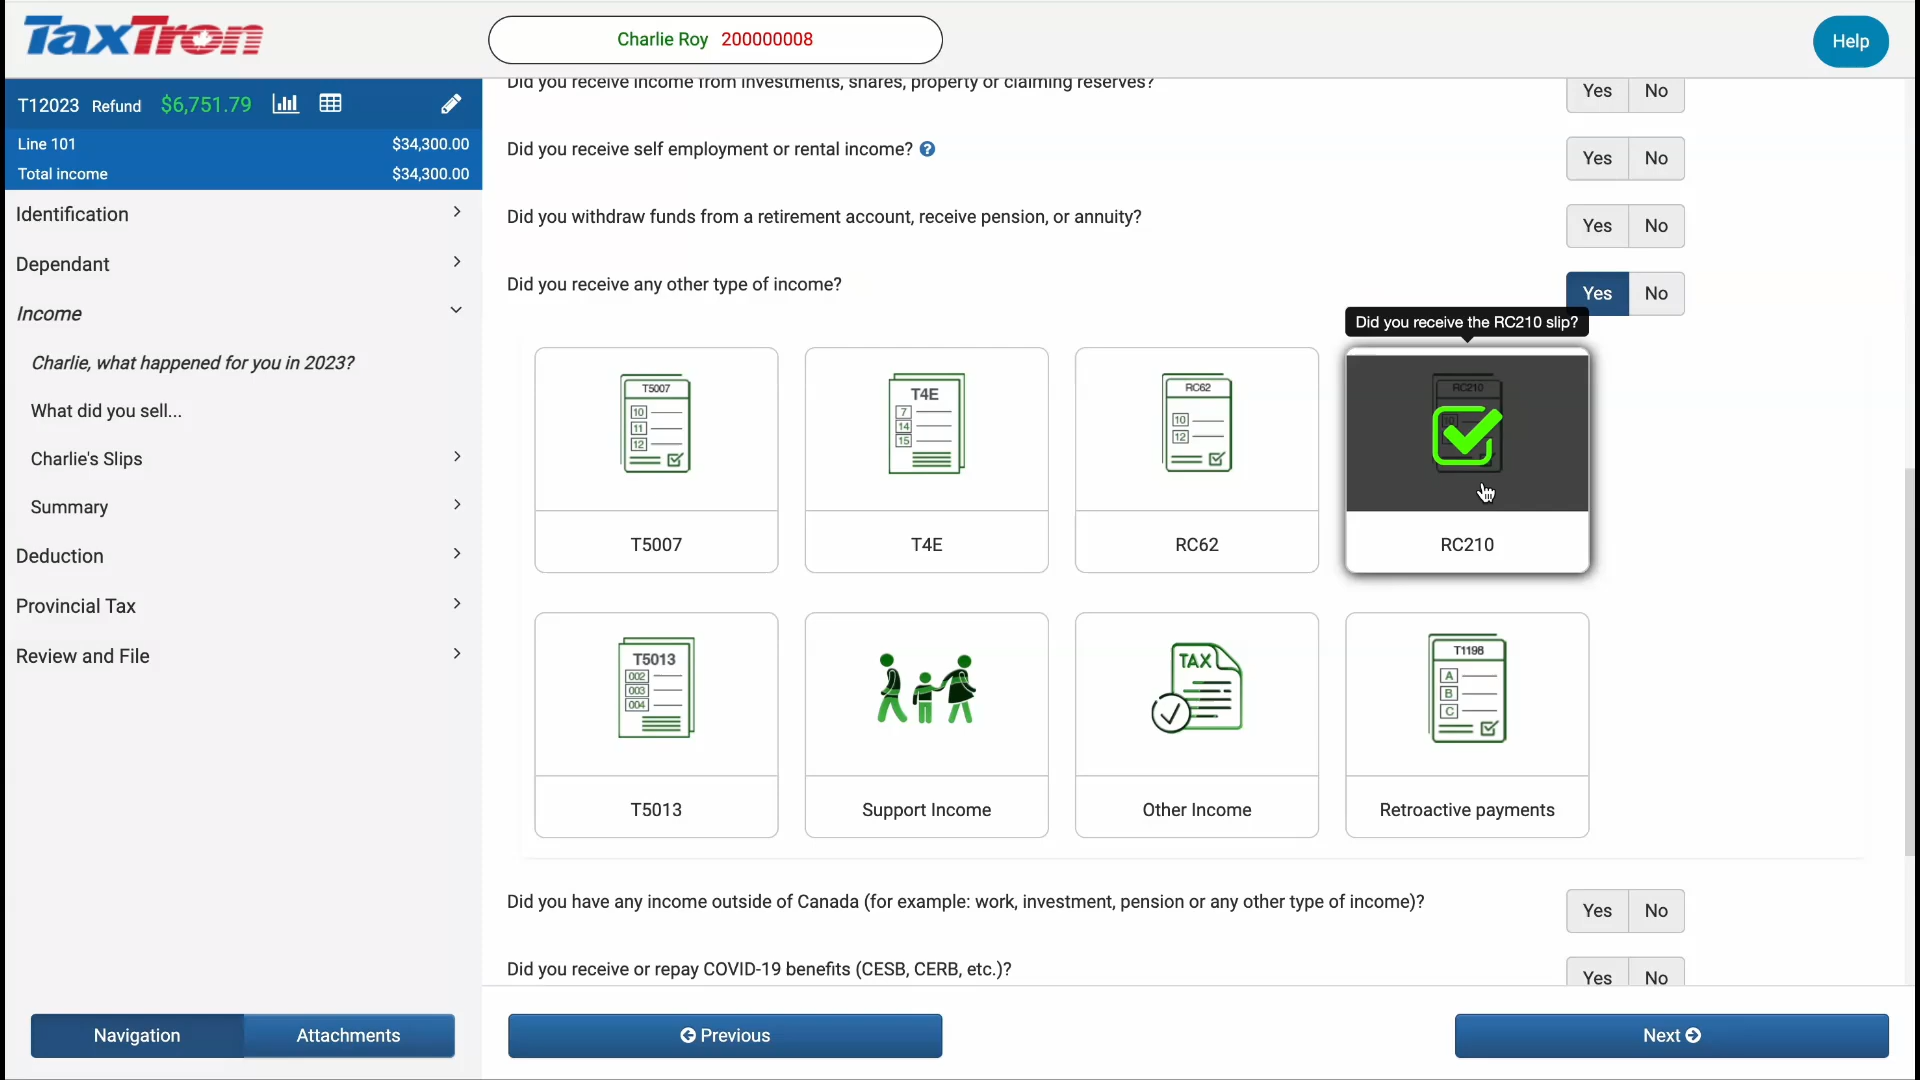 TaxTron
Charlie Roy 200000008
Help
T12023 Refund $6,751.79
Line 101 $34,300.00
Total income $34,300.00
Identification
Dependant
Income
Charlie, what happened for you in 2023?
What did you sell...
Charlie's Slips
Summary
Deduction
Provincial Tax
Review and File
Navigation
Attachments
Did you receive income from investments, shares, property or claiming reserves?
Yes No
Did you receive self employment or rental income? ?
Yes No
Did you withdraw funds from a retirement account, receive pension, or annuity?
Yes No
Did you receive any other type of income?
Yes No
Did you receive the RC210 slip?
T5007
10
11
12
T5007
T4E
7
14
15
T4E
RC62
10
12
RC62
RC210
10
RC210
T5013
002
003
004
T5013
Support Income
TAX
Other Income
T1198
A
B
C
Retroactive payments
Did you have any income outside of Canada (for example: work, investment, pension or any other type of income)?
Yes No
Did you receive or repay COVID-19 benefits (CESB, CERB, etc.)?
Yes No
Previous
Next